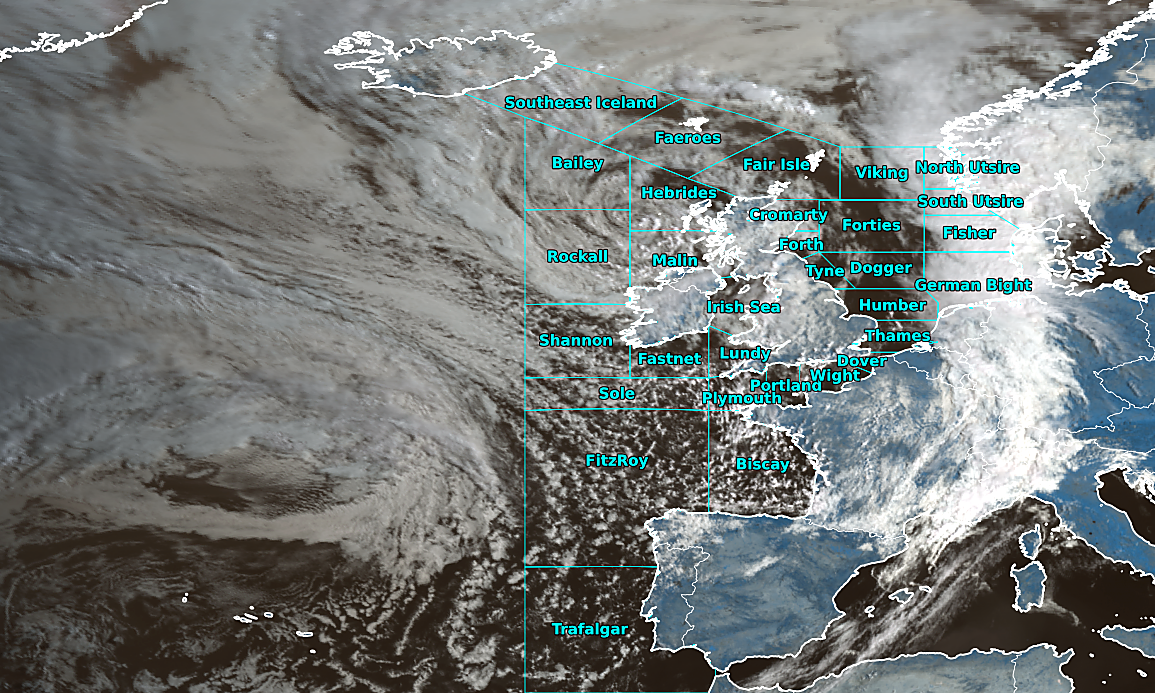 Southeast Iceland
Faeroes
Bailey
Fair Isle
Viking
North Utsire
Hebrides
South Utsire
Cromarty
Forties
Fisher
Forth
Rockall
Malin
Tyne
Dogger
German Bight
Irish Sea
Humber
Shannon
Thames
Fastnet
Lundy
Dover
Wight
Portland
Sole
Plymouth
FitzRoy
Biscay
Trafalgar